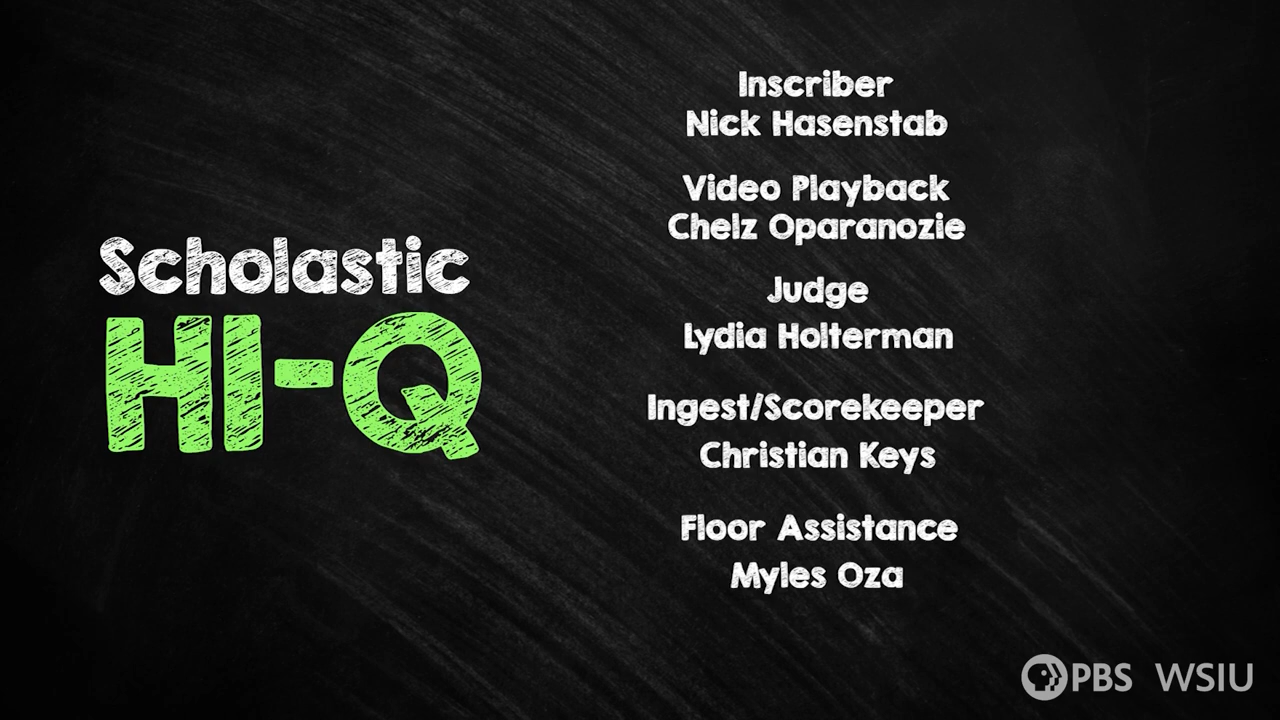 Scholastic
HI-Q
Inscriber
Nick Hasenstab
Video Playback
Chelz Oparanozie
Judge
Lydia Holterman
Ingest/Scorekeeper
Christian Keys
Floor Assistance
Myles Oza
PBS WSIU